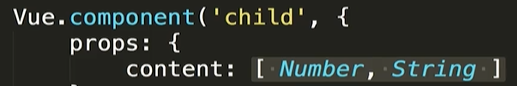 Vue.component('child', {
props: {
content: [ Number, String ]